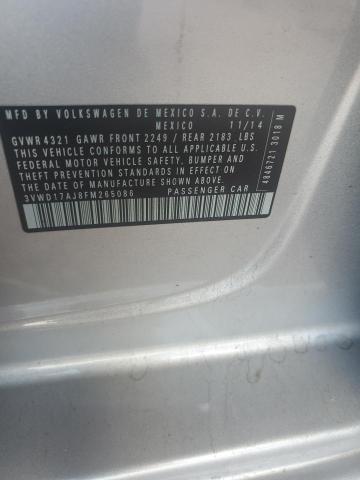 MFD BY VOLKSWAGEN DE MEXICO S.A. DE C.V.
MEXICO 11/14
GVWR 4321 GAWR FRONT 2249 / REAR 2183 LBS
THIS VEHICLE CONFORMS TO ALL APPLICABLE
FEDERAL MOTOR VEHICLE SAFETY, BUMPER AND
THEFT PREVENTION STANDARDS IN EFFECT ON THE
DATE OF MANUFACTURE SHOWN ABOVE.
3VWD17AJ8FM265086 PASSENGER CAR
4846721 3018 M